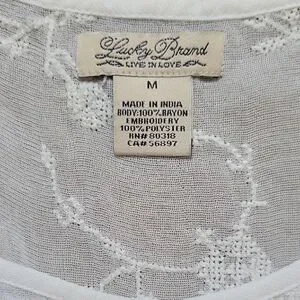 Lucky Brand
LIVE IN LOVE
M
MADE IN INDIA
BODY:100%RAYON
EMBROIDERY
100%POLYSTER
RN#80318
CA#56897